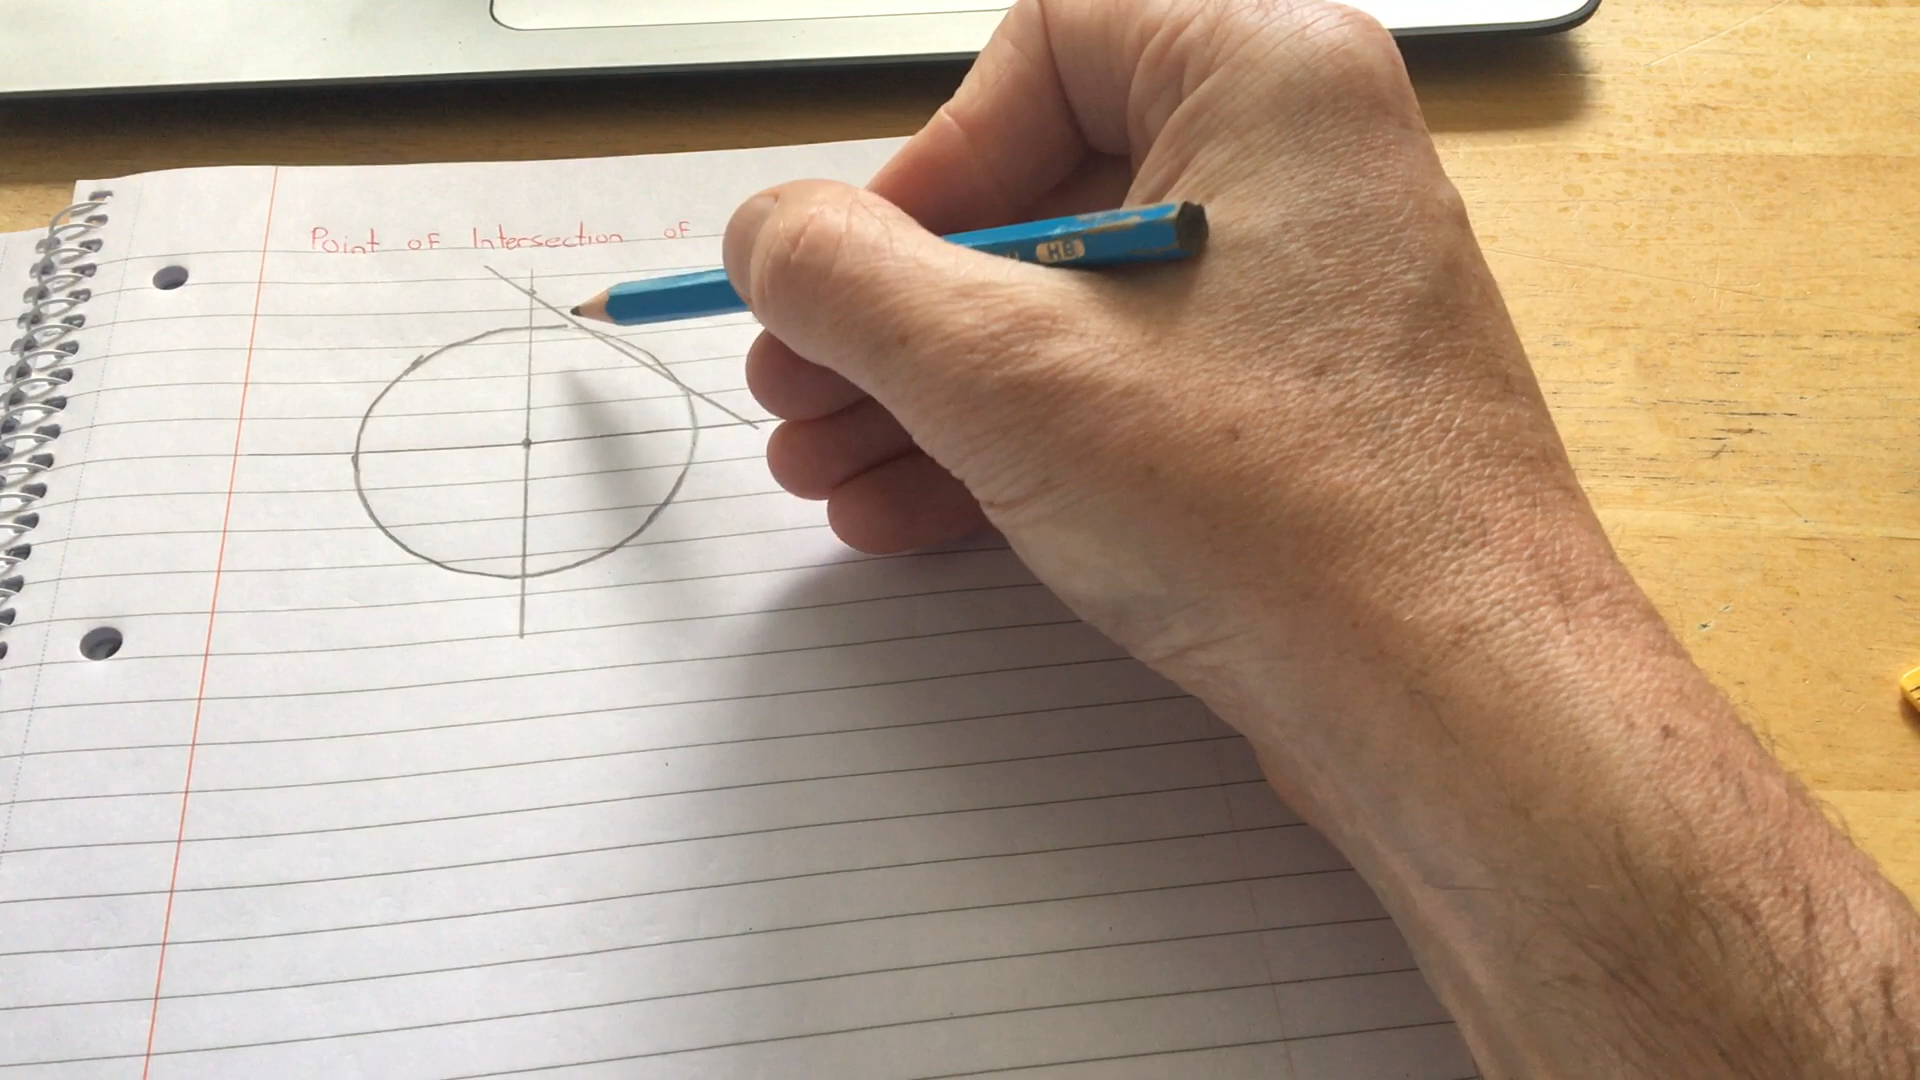 Point OF Intersection OF
HB